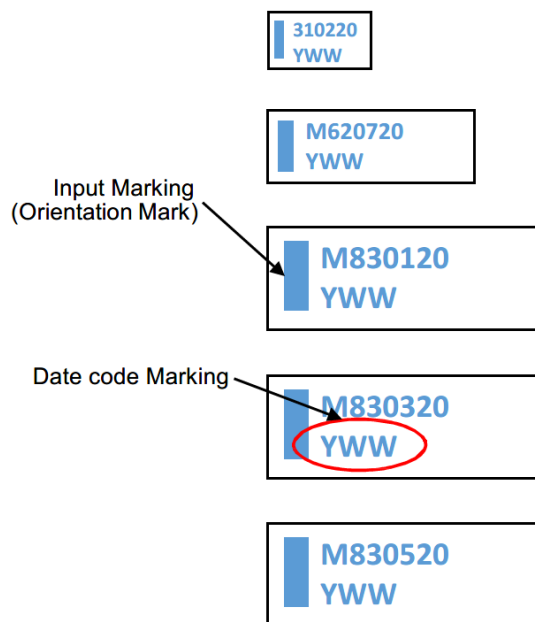 310220
YWW
M620720
YWW
Input Marking
(Orientation Mark)
M830120
YWW
Date code Marking
M830320
YWW
M830520
YWW